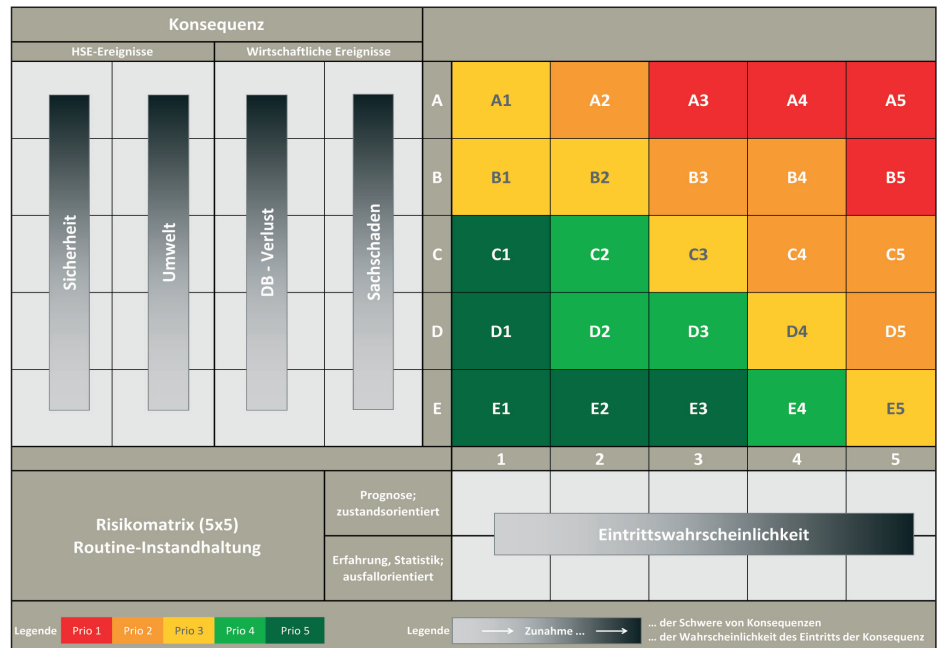 Konsequenz
HSE-Ereignisse
Wirtschaftliche Ereignisse
Sicherheit
Umwelt
DB - Verlust
Sachschaden
A
A1
A2
A3
A4
A5
B
B1
B2
B3
B4
B5
C
C1
C2
C3
C4
C5
D
D1
D2
D3
D4
D5
E
E1
E2
E3
E4
E5
1
2
3
4
5
Risikomatrix (5x5)
Routine-Instandhaltung
Prognose;
zustandsorientiert
Erfahrung, Statistik;
ausfallorientiert
Eintrittswahrscheinlichkeit
Legende
Prio 1
Prio 2
Prio 3
Prio 4
Prio 5
Legende
Zunahme ...
... der Schwere von Konsequenzen
... der Wahrscheinlichkeit des Eintritts der Konsequenz